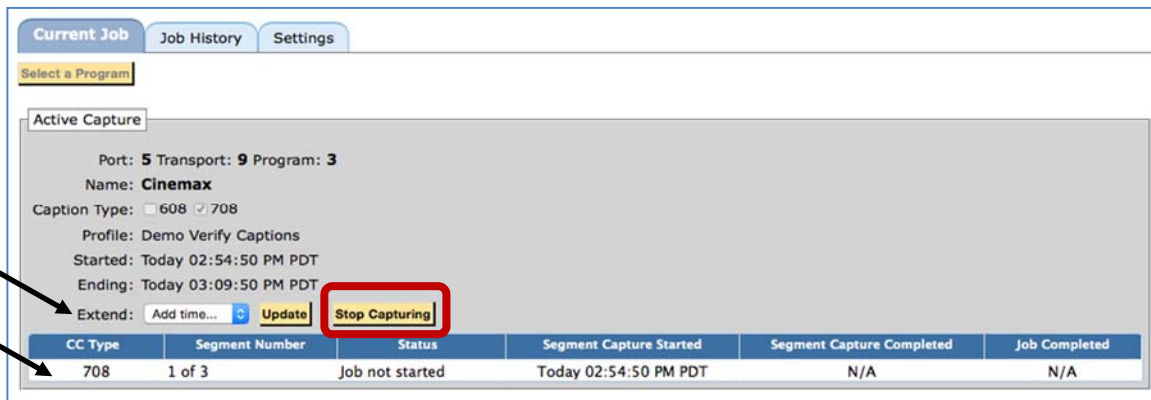 Current Job Job History Settings
Select a Program
Active Capture
Port: 5 Transport: 9 Program: 3
Name: Cinemax
Caption Type: 608 708
Profile: Demo Verify Captions
Started: Today 02:54:50 PM PDT
Ending: Today 03:09:50 PM PDT
Extend: Add time... Update Stop Capturing
CC Type Segment Number Status Segment Capture Started Segment Capture Completed Job Completed
708 1 of 3 Job not started Today 02:54:50 PM PDT N/A N/A